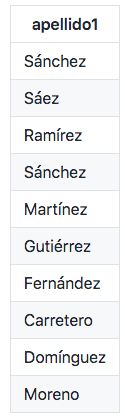 apellido1
Sánchez
Sáez
Ramírez
Sánchez
Martínez
Gutiérrez
Fernández
Carretero
Domínguez
Moreno